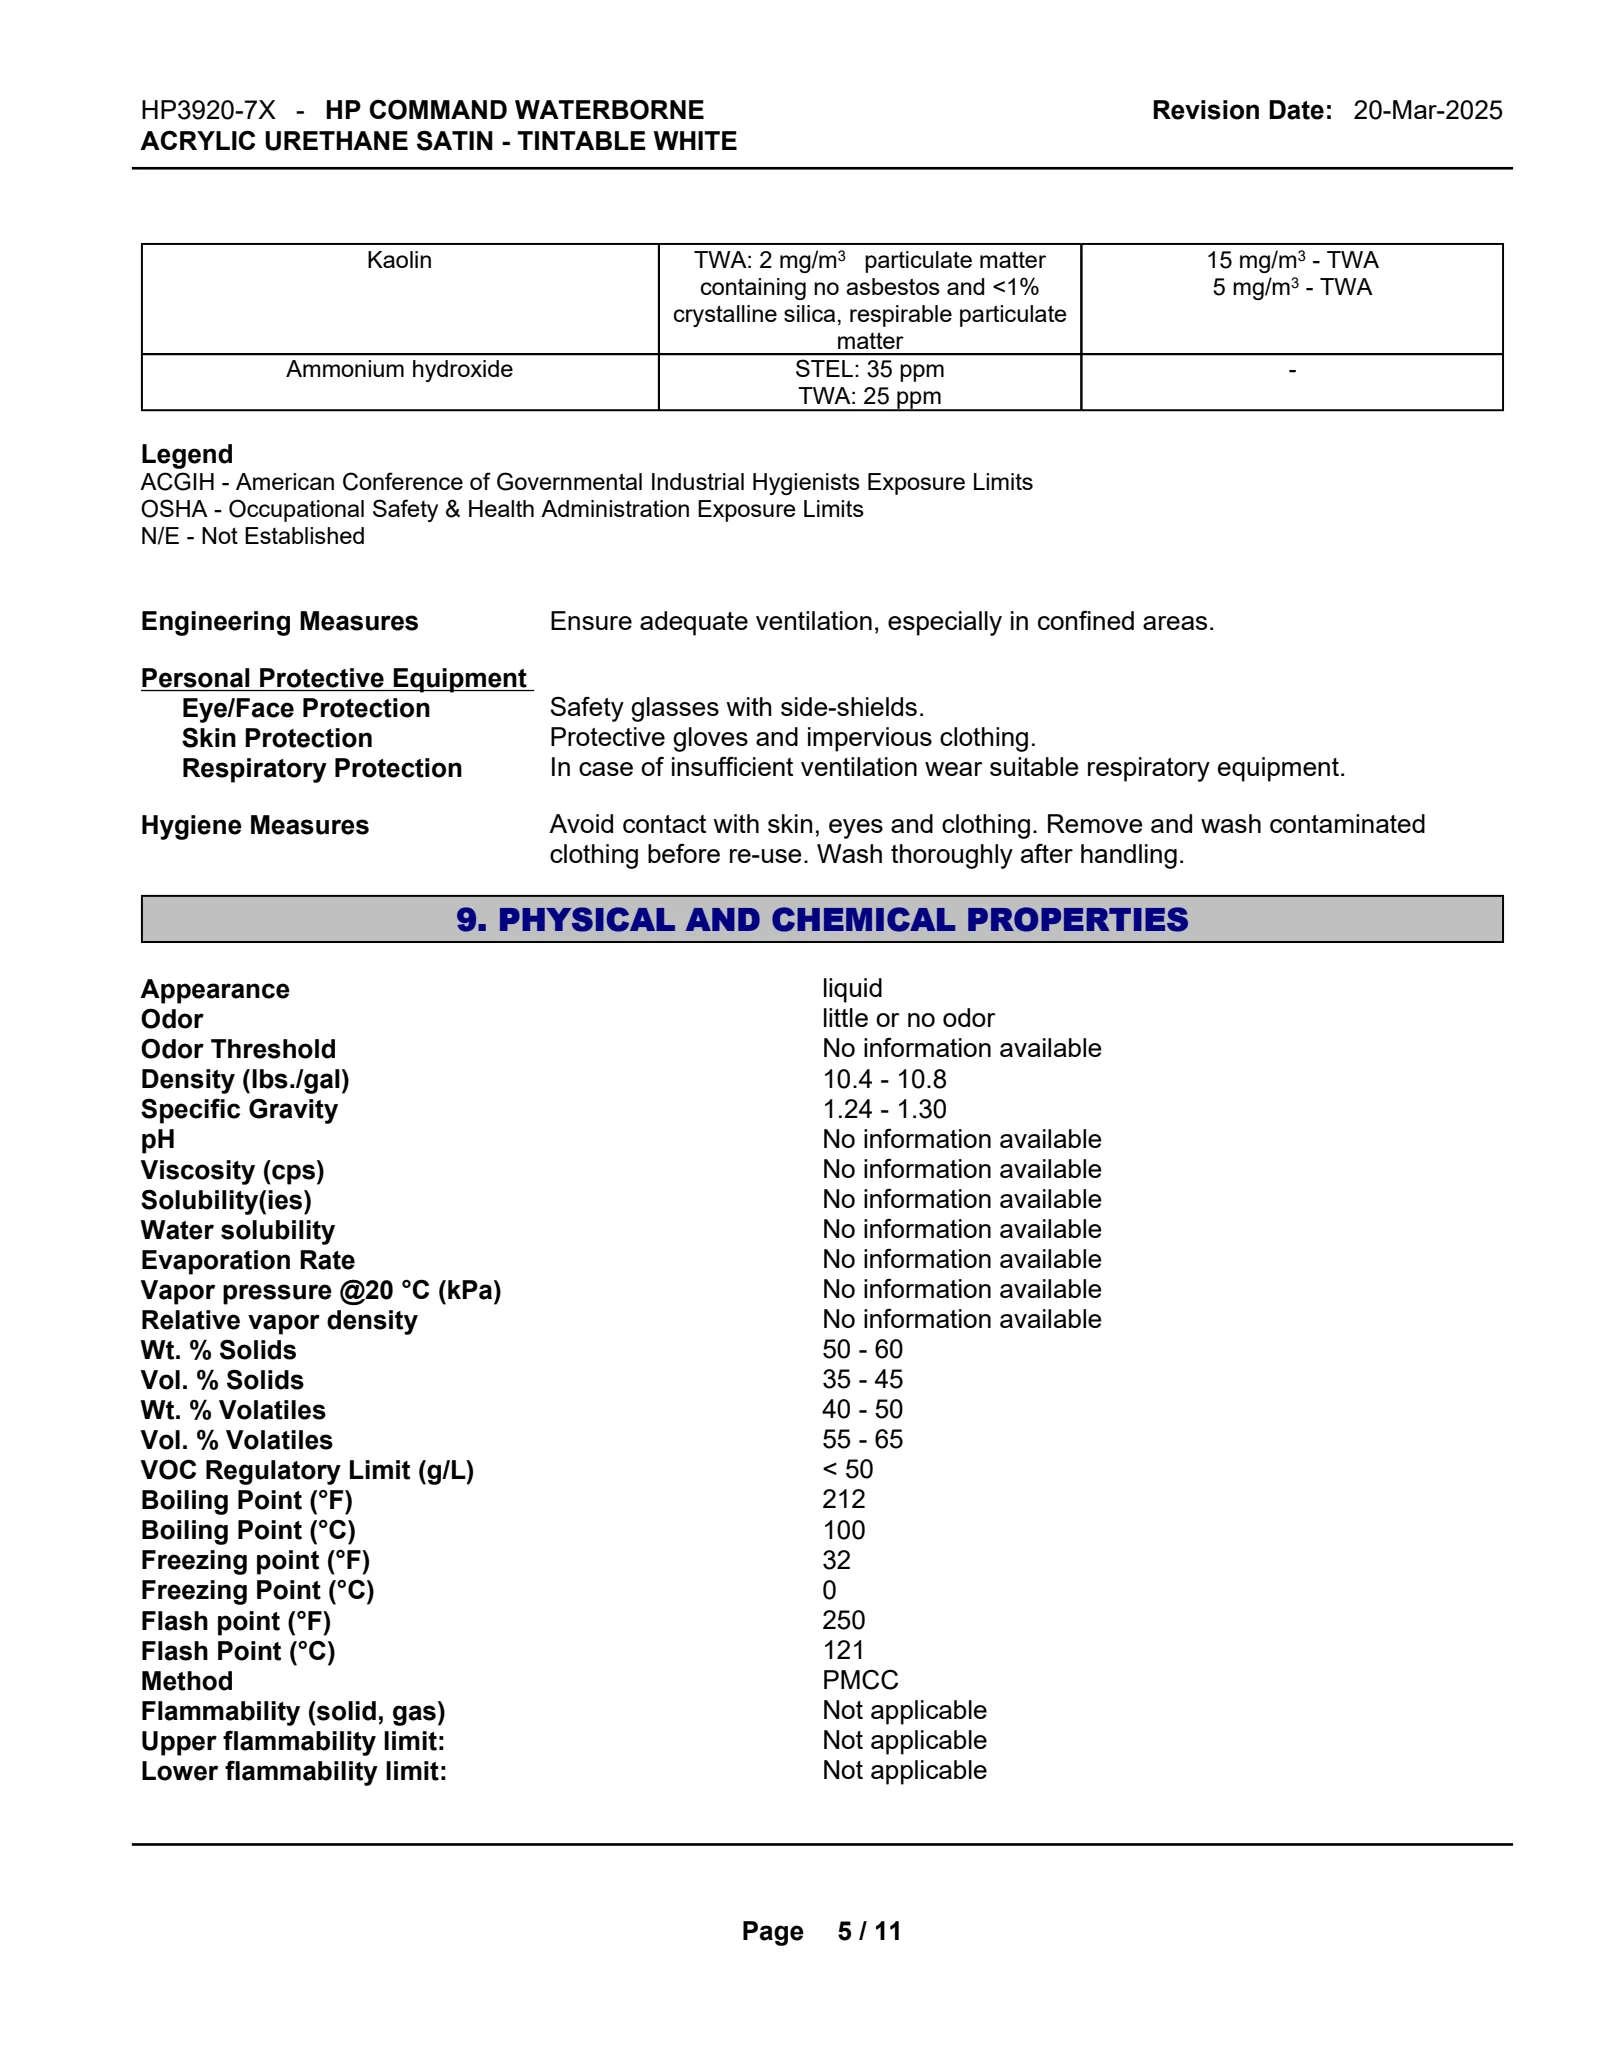 HP3920-7X - HP COMMAND WATERBORNE
ACRYLIC URETHANE SATIN - TINTABLE WHITE
Revision Date: 20-Mar-2025
Kaolin
TWA: 2 mg/m³ particulate matter
containing no asbestos and <1%
crystalline silica, respirable particulate
matter
15 mg/m³ - TWA
5 mg/m³ - TWA
Ammonium hydroxide
STEL: 35 ppm
TWA: 25 ppm
-
Legend
ACGIH - American Conference of Governmental Industrial Hygienists Exposure Limits
OSHA - Occupational Safety & Health Administration Exposure Limits
N/E - Not Established
Engineering Measures Ensure adequate ventilation, especially in confined areas.
Personal Protective Equipment
Eye/Face Protection Safety glasses with side-shields.
Skin Protection Protective gloves and impervious clothing.
Respiratory Protection In case of insufficient ventilation wear suitable respiratory equipment.
Hygiene Measures Avoid contact with skin, eyes and clothing. Remove and wash contaminated
clothing before re-use. Wash thoroughly after handling.
9. PHYSICAL AND CHEMICAL PROPERTIES
Appearance liquid
Odor little or no odor
Odor Threshold No information available
Density (lbs./gal) 10.4 - 10.8
Specific Gravity 1.24 - 1.30
pH No information available
Viscosity (cps) No information available
Solubility(ies) No information available
Water solubility No information available
Evaporation Rate No information available
Vapor pressure @20 °C (kPa) No information available
Relative vapor density No information available
Wt. % Solids 50 - 60
Vol. % Solids 35 - 45
Wt. % Volatiles 40 - 50
Vol. % Volatiles 55 - 65
VOC Regulatory Limit (g/L) < 50
Boiling Point (°F) 212
Boiling Point (°C) 100
Freezing point (°F) 32
Freezing Point (°C) 0
Flash point (°F) 250
Flash Point (°C) 121
Method PMCC
Flammability (solid, gas) Not applicable
Upper flammability limit: Not applicable
Lower flammability limit: Not applicable
Page 5 / 11